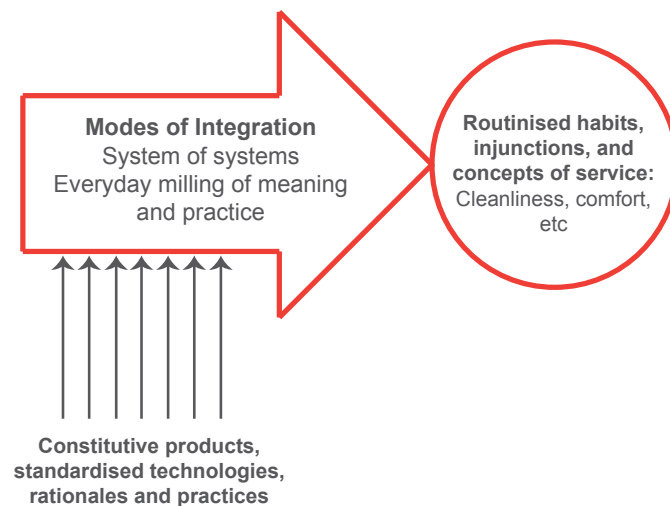 Modes of Integration
System of systems
Everyday milling of meaning
and practice
Routinised habits,
injunctions, and
concepts of service:
Cleanliness, comfort,
etc
Constitutive products,
standardised technologies,
rationales and practices